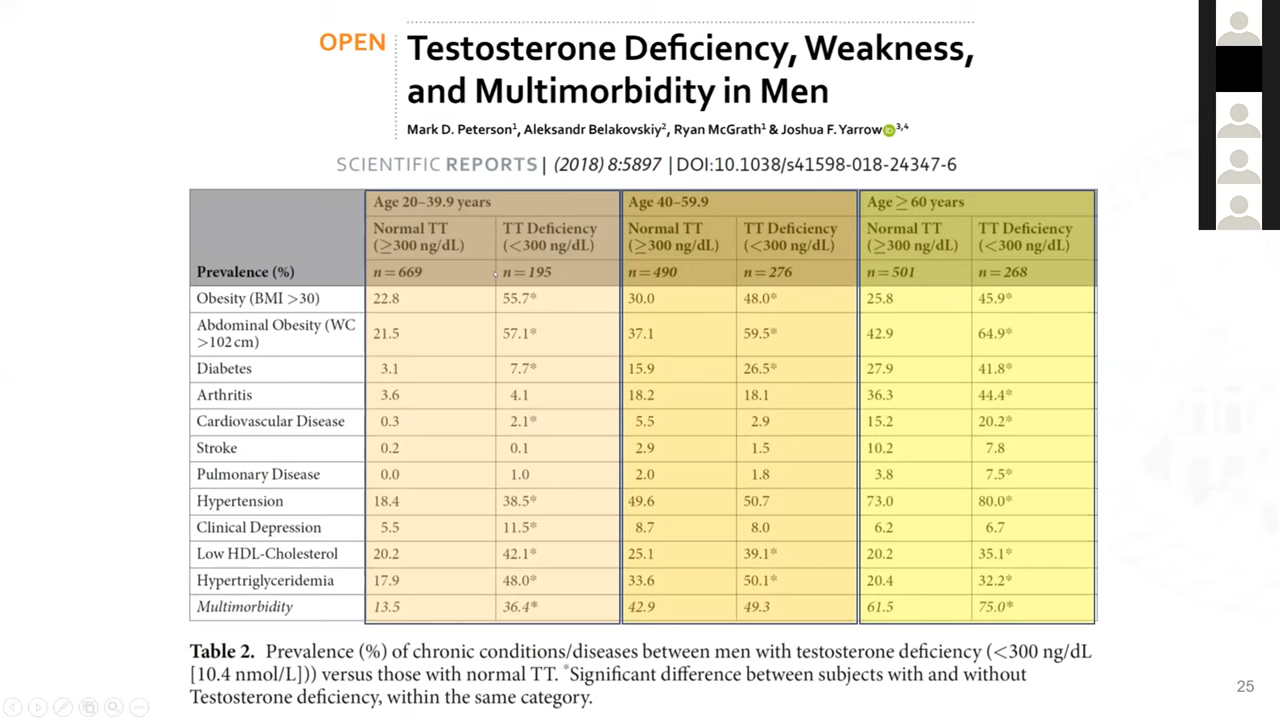 OPEN
Testosterone Deficiency, Weakness,
and Multimorbidity in Men
Mark D. Peterson1, Aleksandr Belakovskiy2, Ryan McGrath1 & Joshua F. Yarrow iD 3,4
SCIENTIFIC REPORTS | (2018) 8:5897 | DOI:10.1038/s41598-018-24347-6
Age 20–39.9 years Age 40–59.9 Age ≥ 60 years
Normal TT (≥300 ng/dL) TT Deficiency (<300 ng/dL) Normal TT (≥300 ng/dL) TT Deficiency (<300 ng/dL) Normal TT (≥300 ng/dL) TT Deficiency (<300 ng/dL)
Prevalence (%) n=669 n=195 n=490 n=276 n=501 n=268
Obesity (BMI >30) 22.8 55.7* 30.0 48.0* 25.8 45.9*
Abdominal Obesity (WC >102 cm) 21.5 57.1* 37.1 59.5* 42.9 64.9*
Diabetes 3.1 7.7* 15.9 26.5* 27.9 41.8*
Arthritis 3.6 4.1 18.2 18.1 36.3 44.4*
Cardiovascular Disease 0.3 2.1* 5.5 2.9 15.2 20.2*
Stroke 0.2 0.1 2.9 1.5 10.2 7.8
Pulmonary Disease 0.0 1.0 2.0 1.8 3.8 7.5*
Hypertension 18.4 38.5* 49.6 50.7 73.0 80.0*
Clinical Depression 5.5 11.5* 8.7 8.0 6.2 6.7
Low HDL-Cholesterol 20.2 42.1* 25.1 39.1* 20.2 35.1*
Hypertriglyceridemia 17.9 48.0* 33.6 50.1* 20.4 32.2*
Multimorbidity 13.5 36.4* 42.9 49.3 61.5 75.0*
Table 2. Prevalence (%) of chronic conditions/diseases between men with testosterone deficiency (<300 ng/dL
[10.4 nmol/L])) versus those with normal TT. *Significant difference between subjects with and without
Testosterone deficiency, within the same category.
25